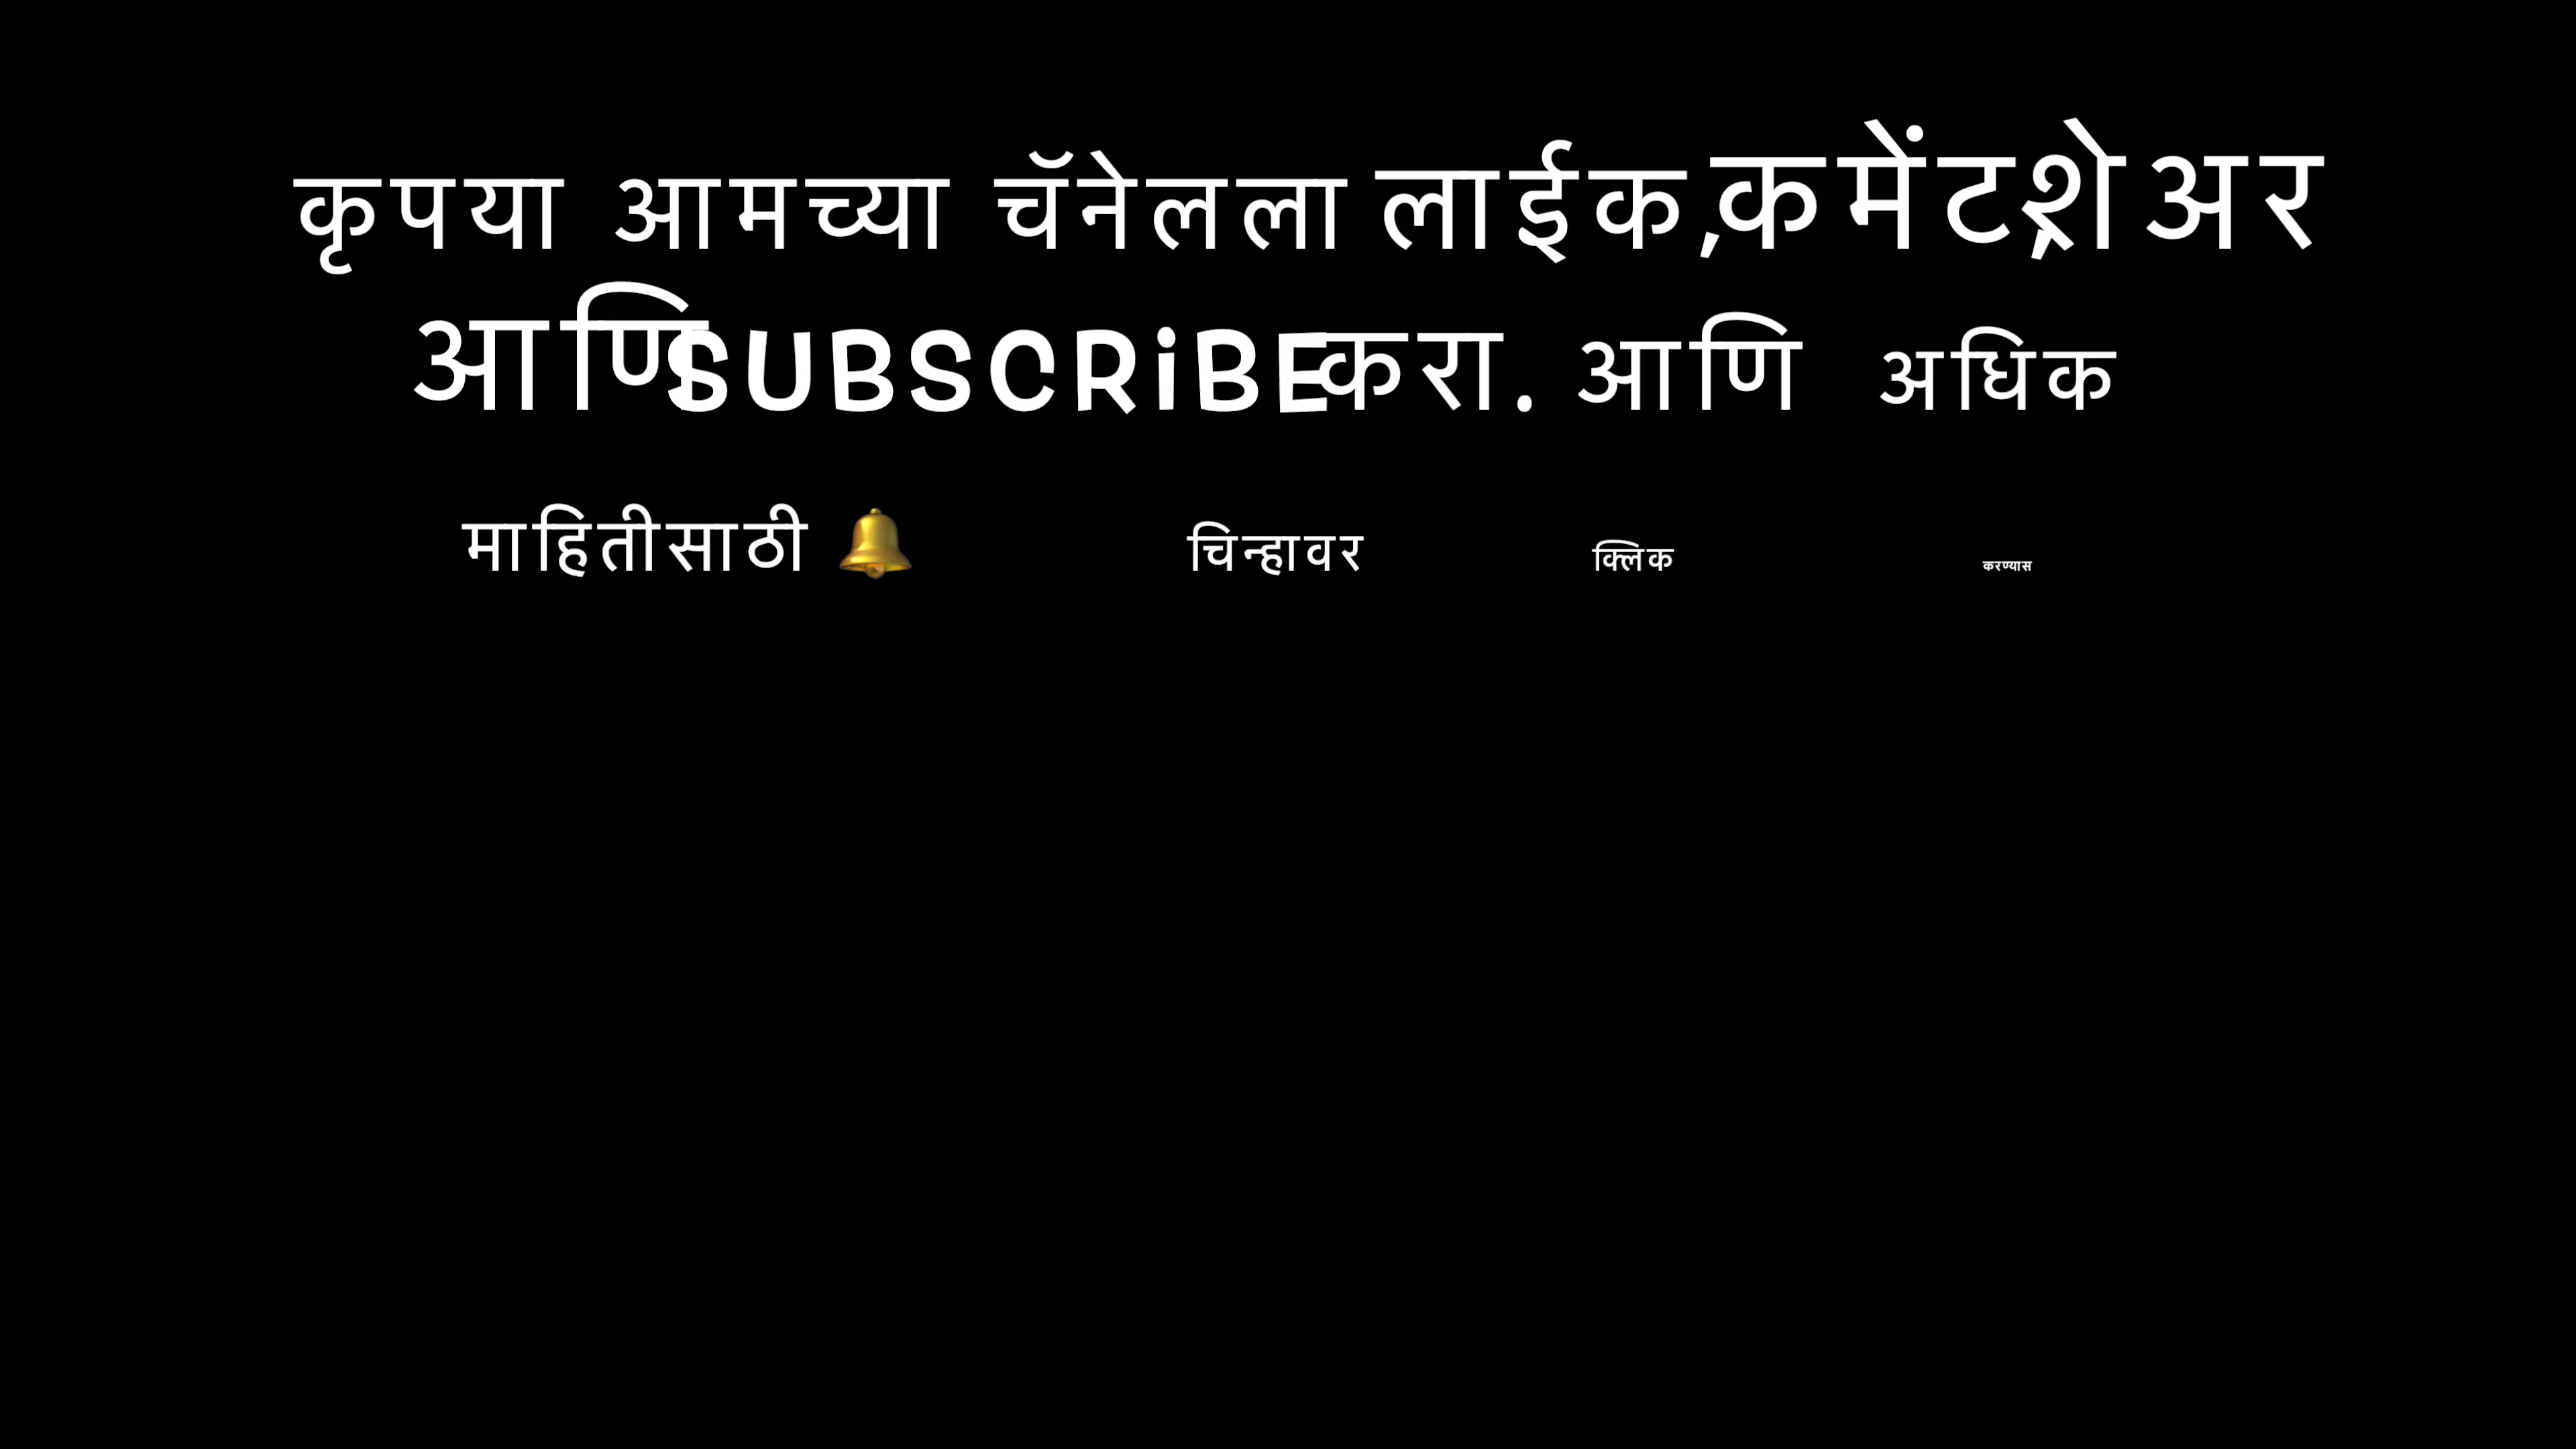 कृपया आमच्या चॅनेलला लाईक,कमेंट,शेअर
आणि SUBSCRiBE करा. आणि अधिक
माहितीसाठी 🔔 चिन्हावर क्लिक करण्यास